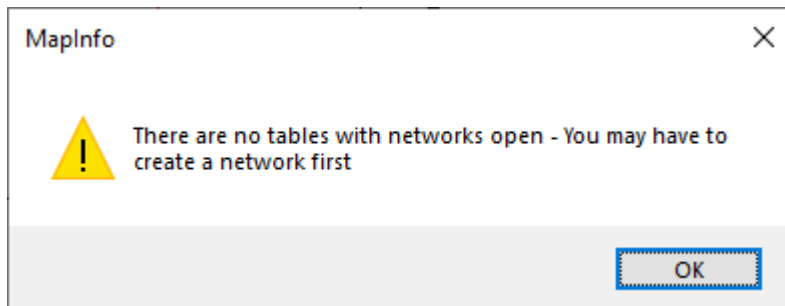 MapInfo
There are no tables with networks open - You may have to
create a network first
OK